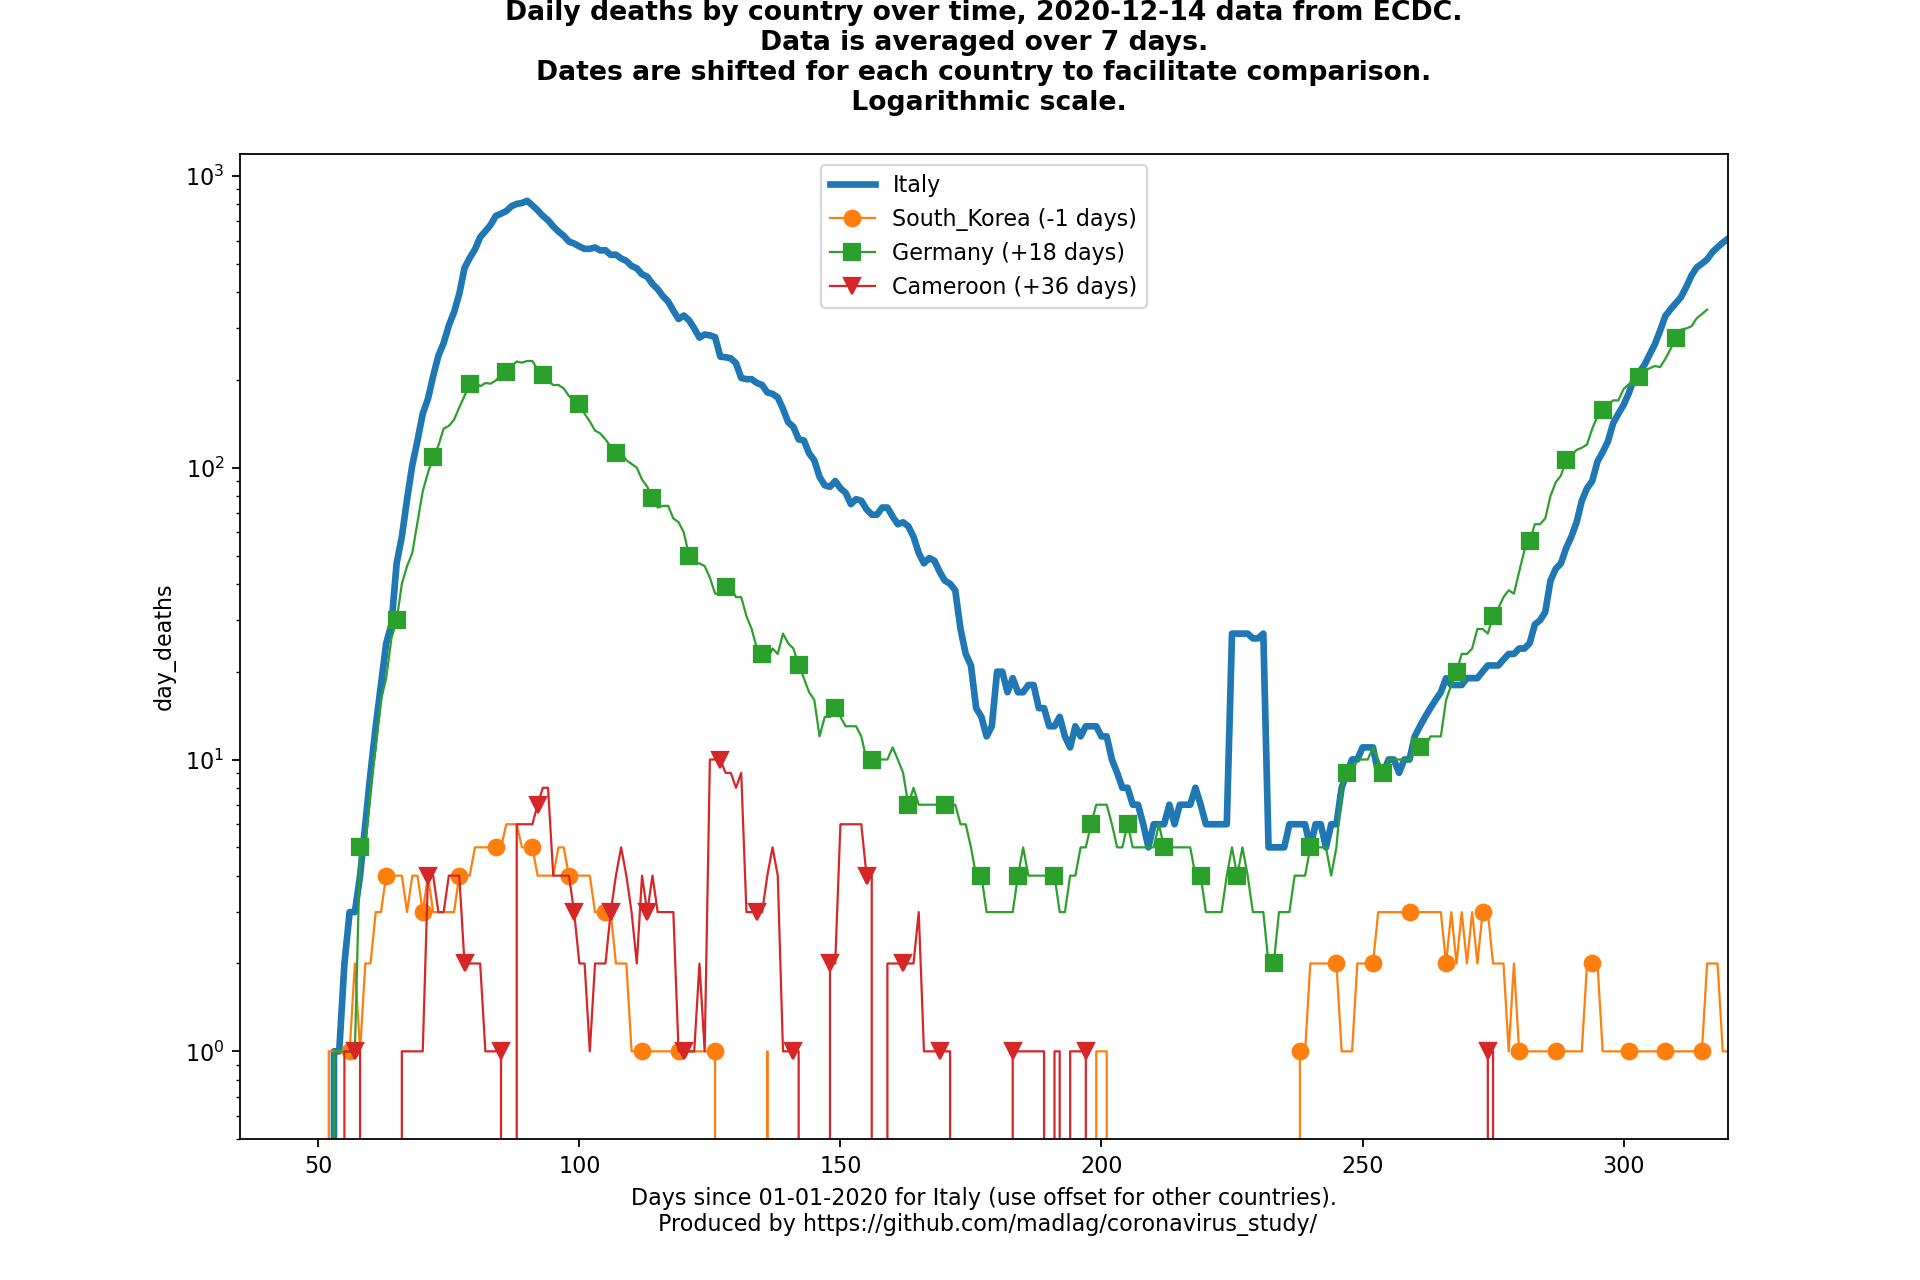 Daily deaths by country over time, 2020-12-14 data from ECDC.
Data is averaged over 7 days.
Dates are shifted for each country to facilitate comparison.
Logarithmic scale.
10³
10²
10¹
10⁰
day_deaths
Italy
South_Korea (-1 days)
Germany (+18 days)
Cameroon (+36 days)
50 100 150 200 250 300
Days since 01-01-2020 for Italy (use offset for other countries).
Produced by https://github.com/madlag/coronavirus_study/